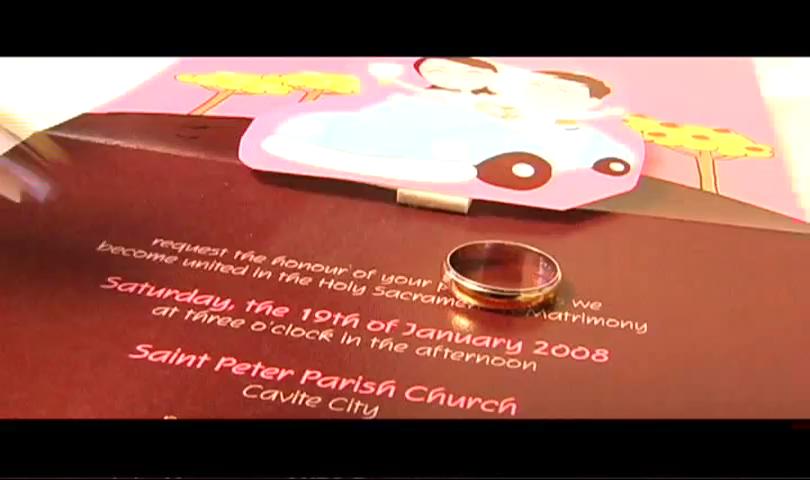 request the honour of your we
become united in the Holy Matrimony
Saturday, the 19th of January 2008
at three o'clock in the afternoon
Saint Peter Parish Church
Cavite City